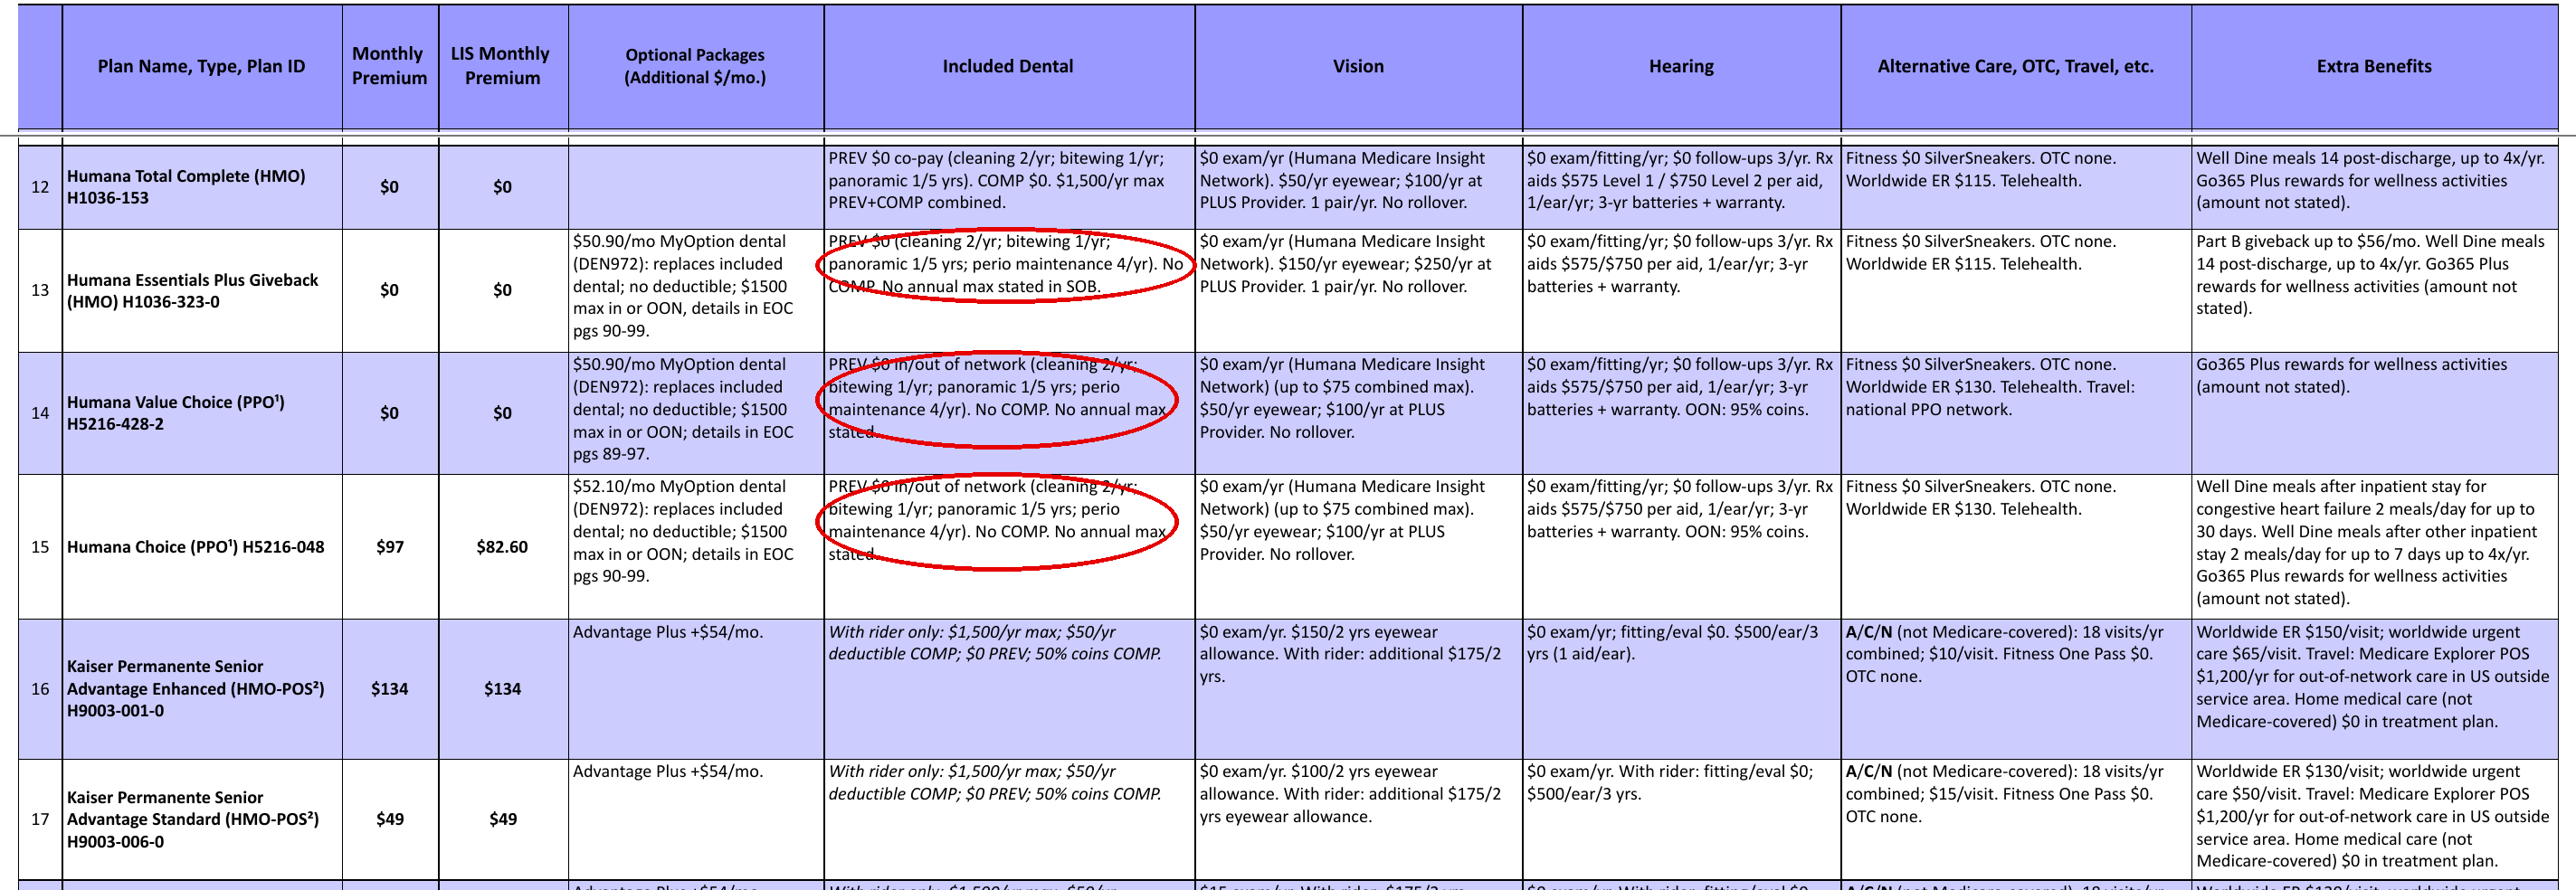 Plan Name, Type, Plan ID
Monthly
Premium
LIS Monthly
Premium
Optional Packages
(Additional $/mo.)
Included Dental
Vision
Hearing
Alternative Care, OTC, Travel, etc.
Extra Benefits
12
Humana Total Complete (HMO)
H1036-153
$0
$0
PREV $0 co-pay (cleaning 2/yr; bitewing 1/yr;
panoramic 1/5 yrs). COMP $0. $1,500/yr max
PREV+COMP combined.
$0 exam/yr (Humana Medicare Insight
Network). $50/yr eyewear; $100/yr at
PLUS Provider. 1 pair/yr. No rollover.
$0 exam/fitting/yr; $0 follow-ups 3/yr. Rx
aids $575 Level 1 / $750 Level 2 per aid,
1/ear/yr; 3-yr batteries + warranty.
Fitness $0 SilverSneakers. OTC none.
Worldwide ER $115. Telehealth.
Well Dine meals 14 post-discharge, up to 4x/yr.
Go365 Plus rewards for wellness activities
(amount not stated).
13
Humana Essentials Plus Giveback
(HMO) H1036-323-0
$0
$0
$50.90/mo MyOption dental
(DEN972): replaces included
dental; no deductible; $1500
max in or OON, details in EOC
pgs 90-99.
PREV $0 (cleaning 2/yr; bitewing 1/yr;
panoramic 1/5 yrs; perio maintenance 4/yr). No
COMP. No annual max stated in SOB.
$0 exam/yr (Humana Medicare Insight
Network). $150/yr eyewear; $250/yr at
PLUS Provider. 1 pair/yr. No rollover.
$0 exam/fitting/yr; $0 follow-ups 3/yr. Rx
aids $575/$750 per aid, 1/ear/yr; 3-yr
batteries + warranty.
Fitness $0 SilverSneakers. OTC none.
Worldwide ER $115. Telehealth.
Part B giveback up to $56/mo. Well Dine meals
14 post-discharge, up to 4x/yr. Go365 Plus
rewards for wellness activities (amount not
stated).
14
Humana Value Choice (PPO¹)
H5216-428-2
$0
$0
$50.90/mo MyOption dental
(DEN972): replaces included
dental; no deductible; $1500
max in or OON; details in EOC
pgs 89-97.
PREV $0 in/out of network (cleaning 2/yr;
bitewing 1/yr; panoramic 1/5 yrs; perio
maintenance 4/yr). No COMP. No annual max
stated.
$0 exam/yr (Humana Medicare Insight
Network) (up to $75 combined max).
$50/yr eyewear; $100/yr at PLUS
Provider. No rollover.
$0 exam/fitting/yr; $0 follow-ups 3/yr. Rx
aids $575/$750 per aid, 1/ear/yr; 3-yr
batteries + warranty. OON: 95% coins.
Fitness $0 SilverSneakers. OTC none.
Worldwide ER $130. Telehealth. Travel:
national PPO network.
Go365 Plus rewards for wellness activities
(amount not stated).
15
Humana Choice (PPO¹) H5216-048
$97
$82.60
$52.10/mo MyOption dental
(DEN972): replaces included
dental; no deductible; $1500
max in or OON; details in EOC
pgs 90-99.
PREV $0 in/out of network (cleaning 2/yr;
bitewing 1/yr; panoramic 1/5 yrs; perio
maintenance 4/yr). No COMP. No annual max
stated.
$0 exam/yr (Humana Medicare Insight
Network) (up to $75 combined max).
$50/yr eyewear; $100/yr at PLUS
Provider. No rollover.
$0 exam/fitting/yr; $0 follow-ups 3/yr. Rx
aids $575/$750 per aid, 1/ear/yr; 3-yr
batteries + warranty. OON: 95% coins.
Fitness $0 SilverSneakers. OTC none.
Worldwide ER $130. Telehealth.
Well Dine meals after inpatient stay for
congestive heart failure 2 meals/day for up to
30 days. Well Dine meals after other inpatient
stay 2 meals/day for up to 7 days up to 4x/yr.
Go365 Plus rewards for wellness activities
(amount not stated).
16
Kaiser Permanente Senior
Advantage Enhanced (HMO-POS²)
H9003-001-0
$134
$134
Advantage Plus +$54/mo.
With rider only: $1,500/yr max; $50/yr
deductible COMP; $0 PREV; 50% coins COMP.
$0 exam/yr. $150/2 yrs eyewear
allowance. With rider: additional $175/2
yrs.
$0 exam/yr; fitting/eval $0. $500/ear/3
yrs (1 aid/ear).
A/C/N (not Medicare-covered): 18 visits/yr
combined; $10/visit. Fitness One Pass $0.
OTC none.
Worldwide ER $150/visit; worldwide urgent
care $65/visit. Travel: Medicare Explorer POS
$1,200/yr for out-of-network care in US outside
service area. Home medical care (not
Medicare-covered) $0 in treatment plan.
17
Kaiser Permanente Senior
Advantage Standard (HMO-POS²)
H9003-006-0
$49
$49
Advantage Plus +$54/mo.
With rider only: $1,500/yr max; $50/yr
deductible COMP; $0 PREV; 50% coins COMP.
$0 exam/yr. $100/2 yrs eyewear
allowance. With rider: additional $175/2
yrs eyewear allowance.
$0 exam/yr. With rider: fitting/eval $0;
$500/ear/3 yrs.
A/C/N (not Medicare-covered): 18 visits/yr
combined; $15/visit. Fitness One Pass $0.
OTC none.
Worldwide ER $130/visit; worldwide urgent
care $50/visit. Travel: Medicare Explorer POS
$1,200/yr for out-of-network care in US outside
service area. Home medical care (not
Medicare-covered) $0 in treatment plan.